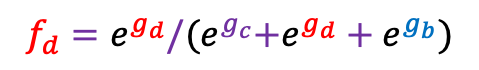 f_d = e^{g_d}/(e^{g_c}+e^{g_d} + e^{g_b})